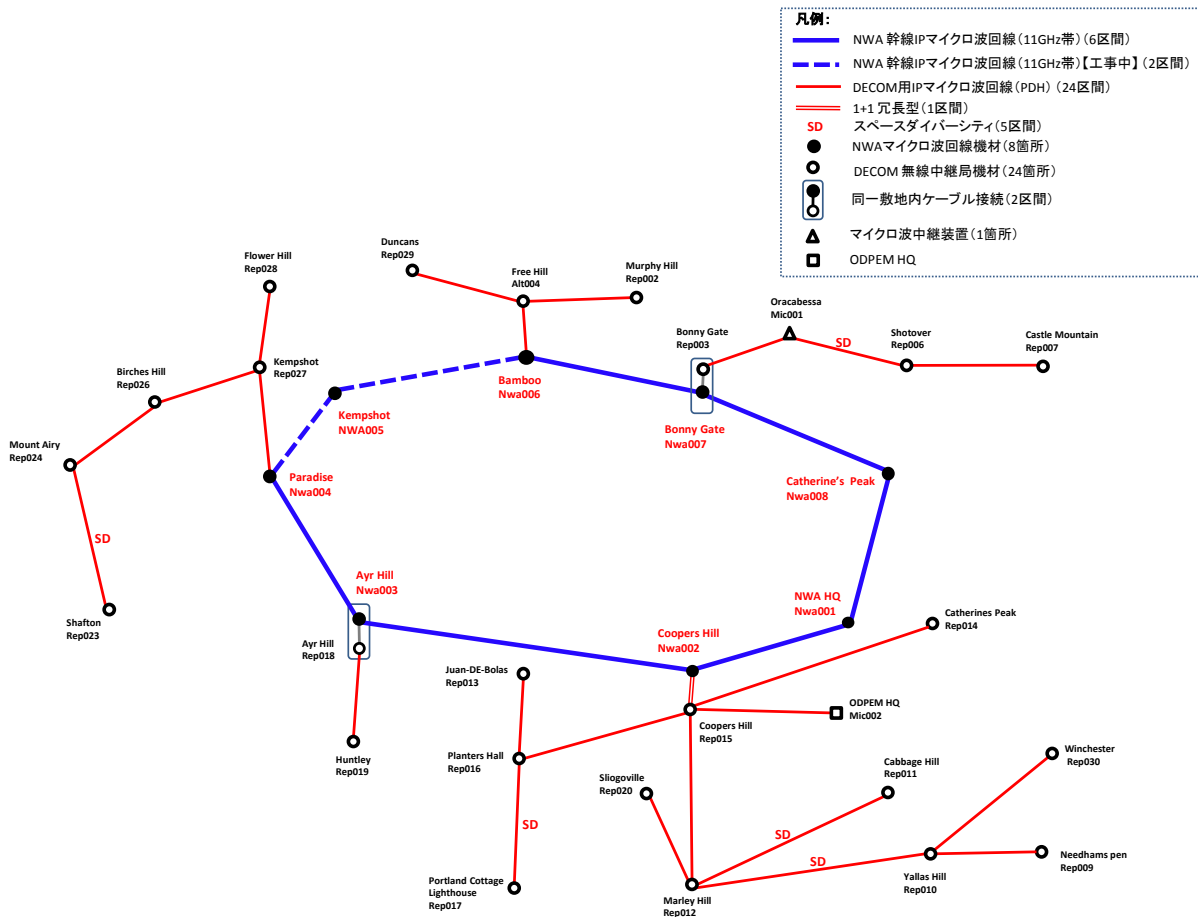 凡例:
NWA 幹線IPマイクロ波回線(11GHz帯)(6区間)
NWA 幹線IPマイクロ波回線(11GHz帯)【工事中】(2区間)
DECOM用IPマイクロ波回線(PDH)(24区間)
1+1 冗長型(1区間)
SD スペースダイバーシティ(5区間)
NWAマイクロ波回線機材(8箇所)
DECOM 無線中継局機材(24箇所)
同一敷地内ケーブル接続(2区間)
マイクロ波中継装置(1箇所)
ODPEM HQ
Duncans
Rep029
Flower Hill
Rep028
Free Hill
Alt004
Murphy Hill
Rep002
Oracabessa
Mic001
Bonny Gate
Rep003
SD
Shotover
Rep006
Castle Mountain
Rep007
Kempshot
Rep027
Birches Hill
Rep026
Bamboo
Nwa006
Kempshot
NWA005
Bonny Gate
Nwa007
Mount Airy
Rep024
Paradise
Nwa004
Catherine's Peak
Nwa008
SD
Ayr Hill
Nwa003
NWA HQ
Nwa001
Catherines Peak
Rep014
Shafton
Rep023
Coopers Hill
Nwa002
Ayr Hill
Rep018
Juan-DE-Bolas
Rep013
ODPEM HQ
Mic002
Coopers Hill
Rep015
Huntley
Rep019
Planters Hall
Rep016
Winchester
Rep030
Cabbage Hill
Rep011
Sliogoville
Rep020
SD
SD
SD
Needhams pen
Rep009
Yallas Hill
Rep010
Portland Cottage
Lighthouse
Rep017
Marley Hill
Rep012